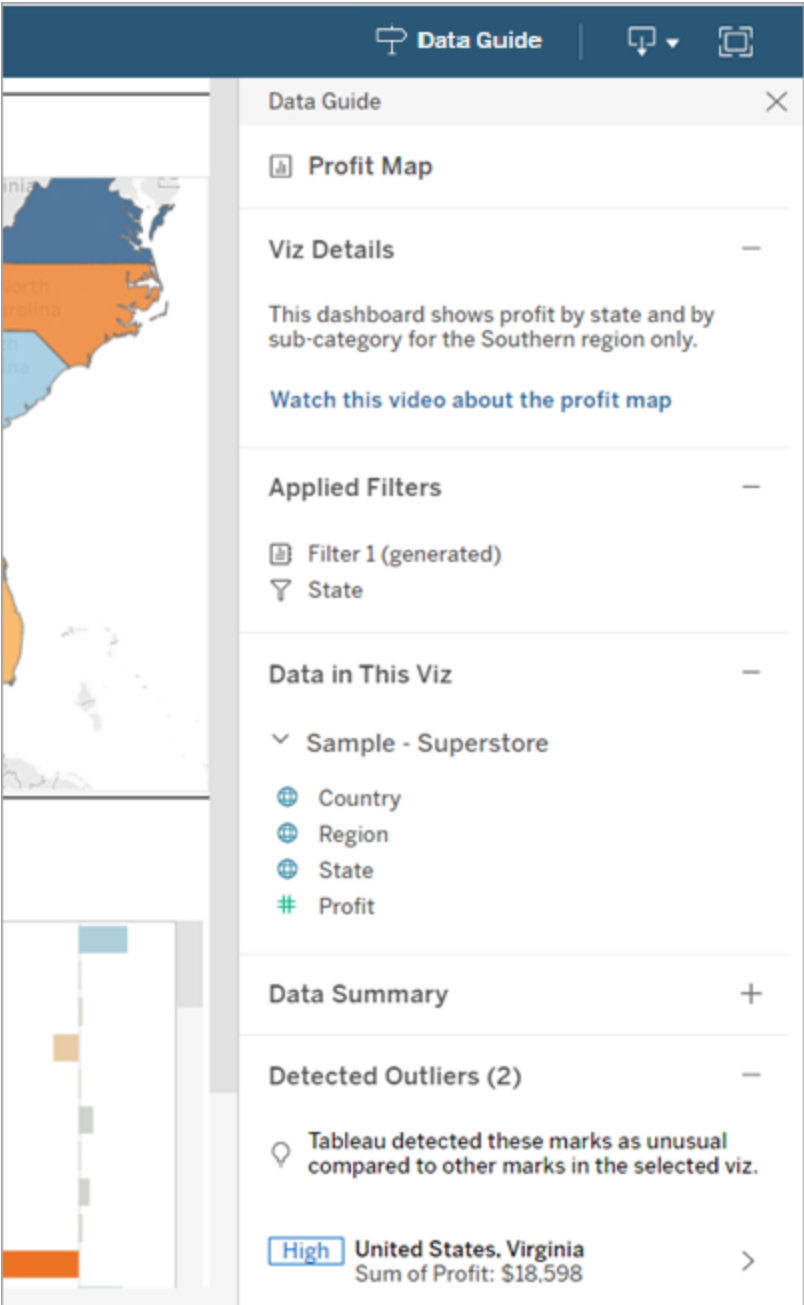 Data Guide
Data Guide
Profit Map
Viz Details
This dashboard shows profit by state and by
sub-category for the Southern region only.
Watch this video about the profit map
Applied Filters
Filter 1 (generated)
State
Data in This Viz
Sample - Superstore
Country
Region
State
Profit
Data Summary
Detected Outliers (2)
Tableau detected these marks as unusual
compared to other marks in the selected viz.
High
United States, Virginia
Sum of Profit: $18,598